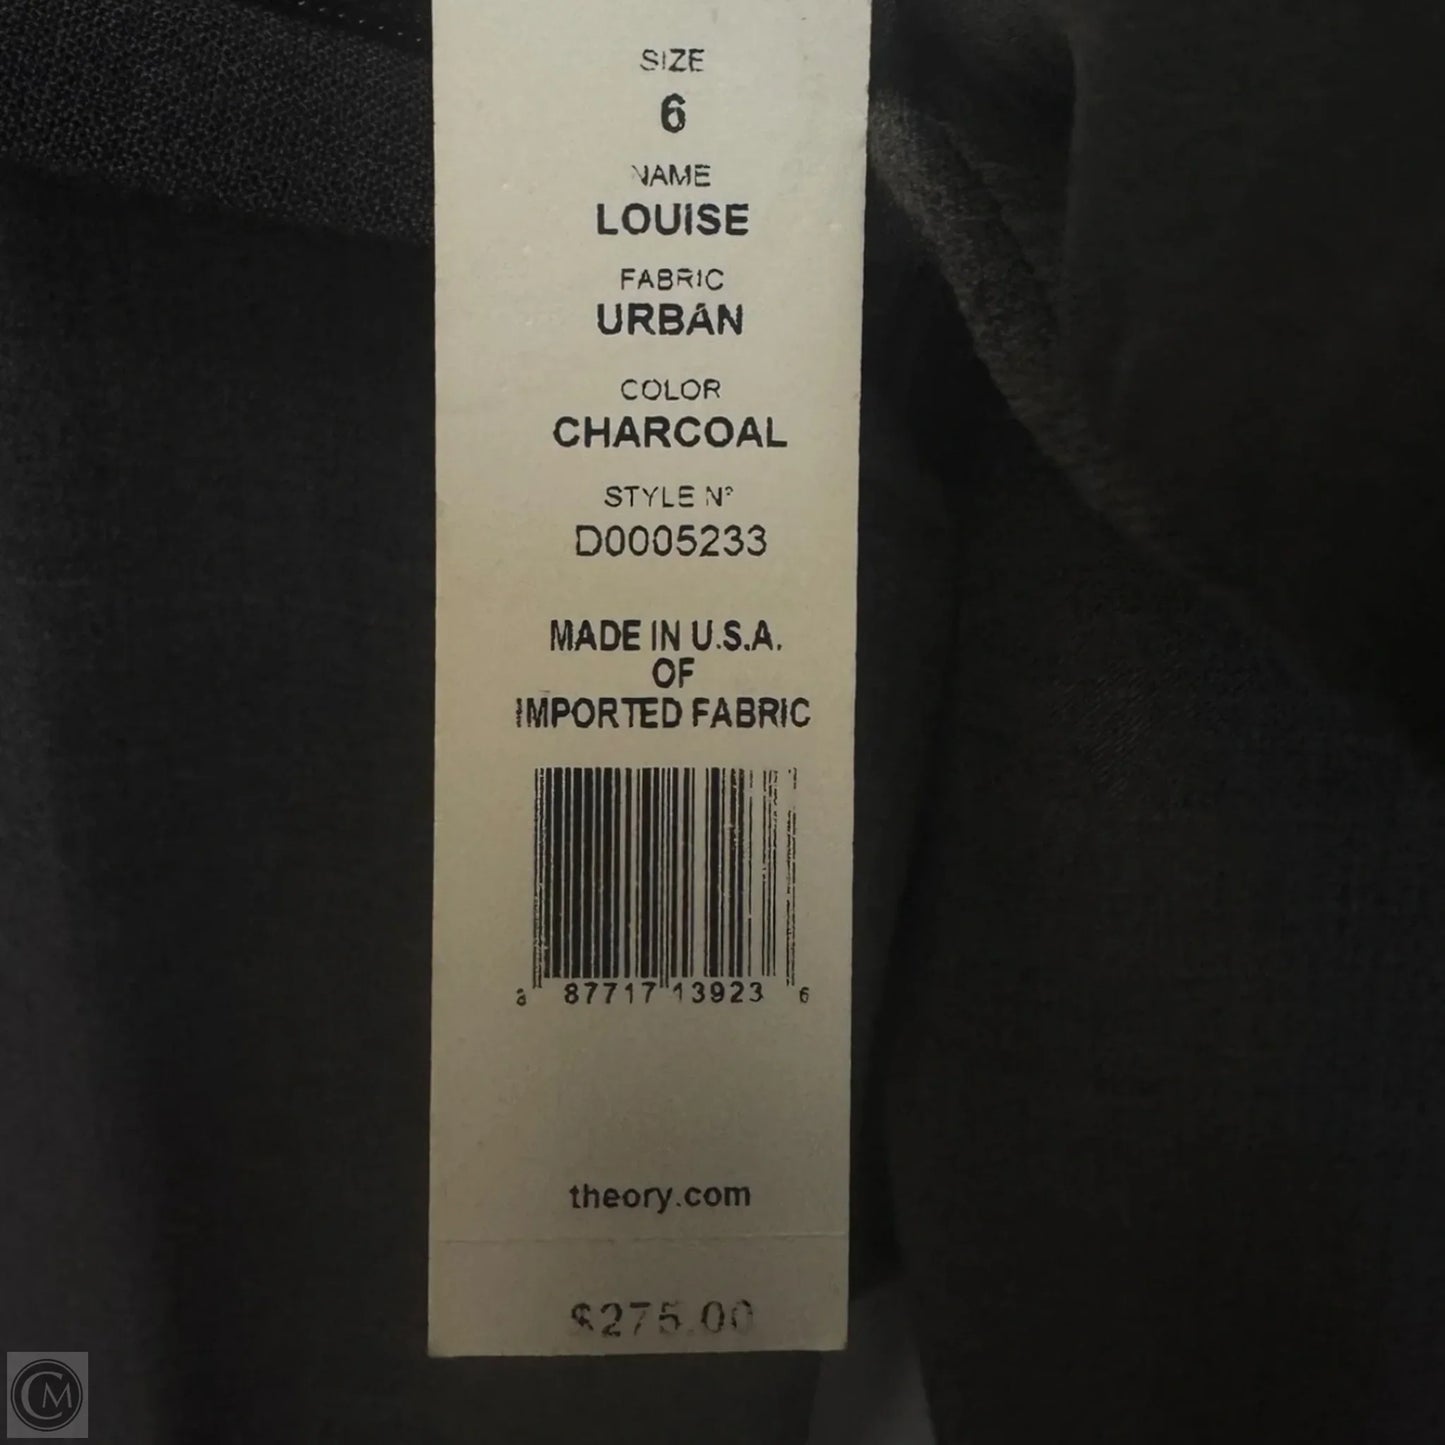 SIZE
6
NAME
LOUISE
FABRIC
URBAN
COLOR
CHARCOAL
STYLE N°
D0005233
MADE IN U.S.A.
OF
IMPORTED FABRIC
8 87717 13923 6
theory.com
$275.00
CM